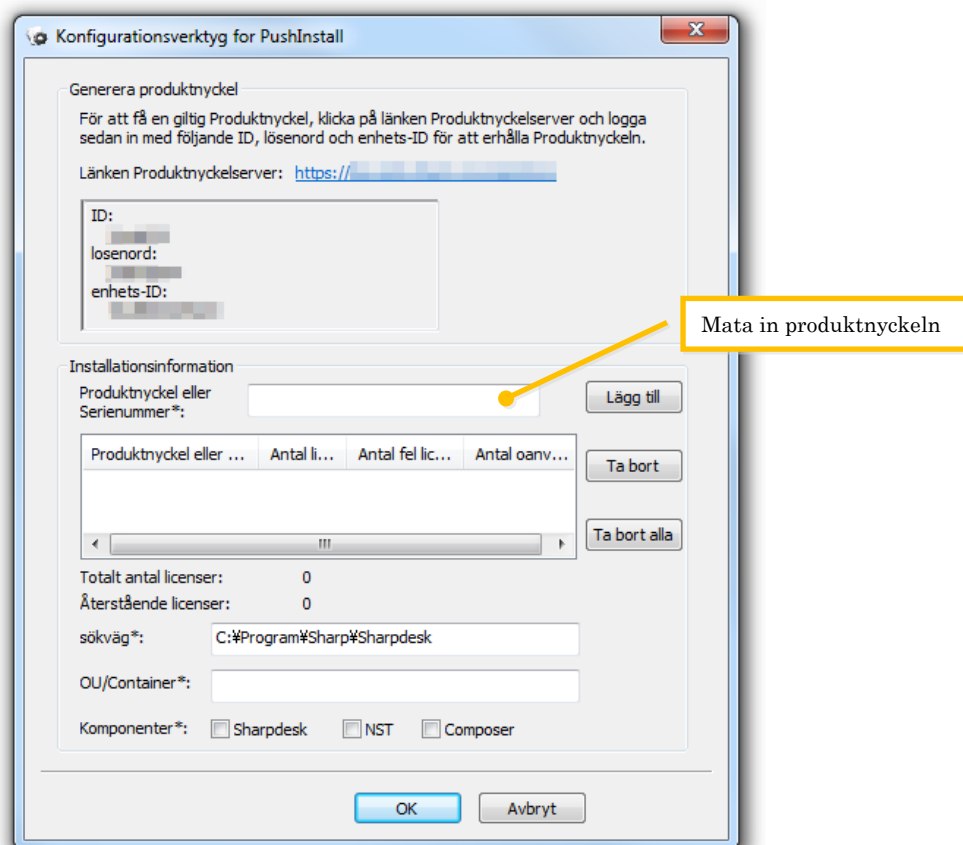 Konfigurationsverktyg for PushInstall
Generera produktnyckel
För att få en giltig Produktnyckel, klicka på länken Produktnyckelserver och logga
sedan in med följande ID, lösenord och enhets-ID för att erhålla Produktnyckeln.
Länken Produktnyckelserver: https://
ID:
losenord:
enhets-ID:
Mata in produktnyckeln
Installationsinformation
Produktnyckel eller
Serienummer*:
Lägg till
Produktnyckel eller ... Antal li... Antal fel lic... Antal oanv...
Ta bort
Ta bort alla
Totalt antal licenser: 0
Återstående licenser: 0
sökväg*: C:¥Program¥Sharp¥Sharpdesk
OU/Container*:
Komponenter*: Sharpdesk NST Composer
OK Avbryt